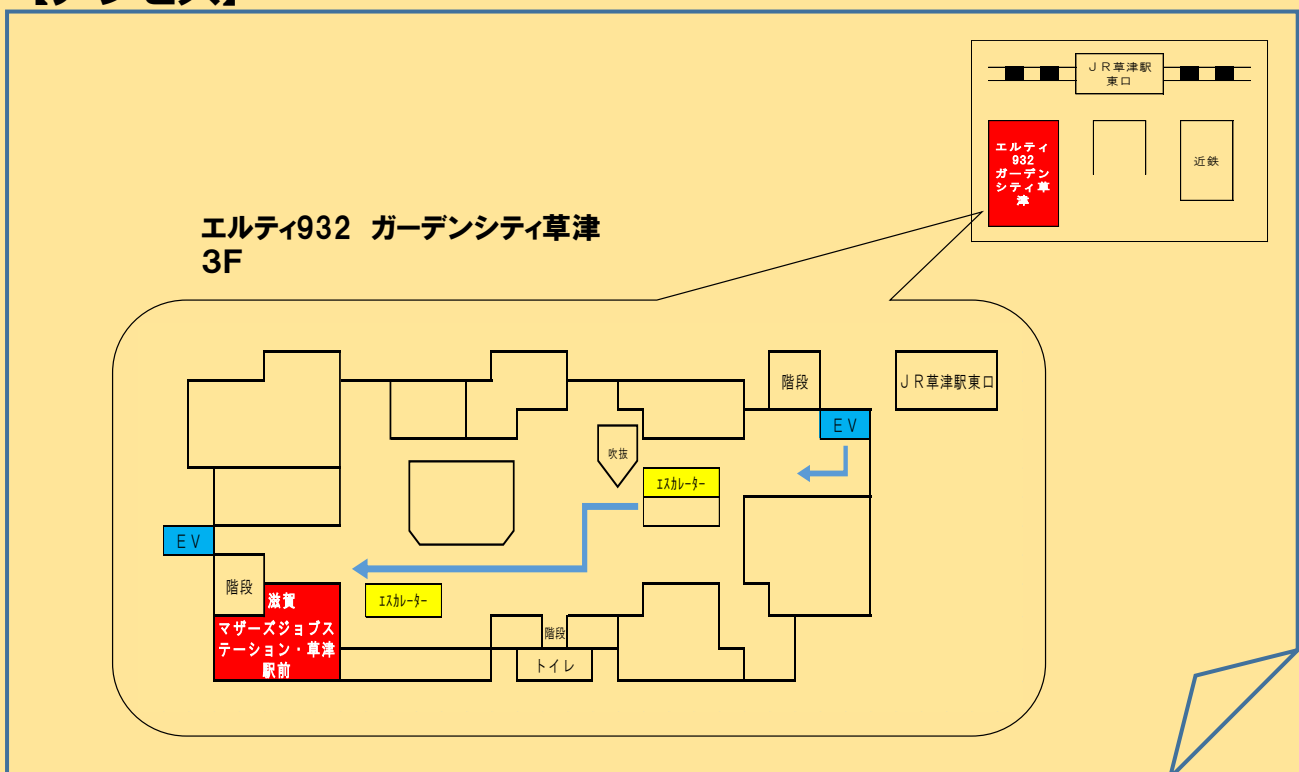 【アクセス】
ＪＲ草津駅
東口
エルティ
932
ガーデン
シティ草
津
近鉄
エルティ932　ガーデンシティ草津
３F
階段
ＪＲ草津駅東口
ＥＶ
吹抜
ｴｽｶﾚｰﾀｰ
ＥＶ
階段
ｴｽｶﾚｰﾀｰ
滋賀
マザーズジョブス
テーション・草津
駅前
階段
トイレ